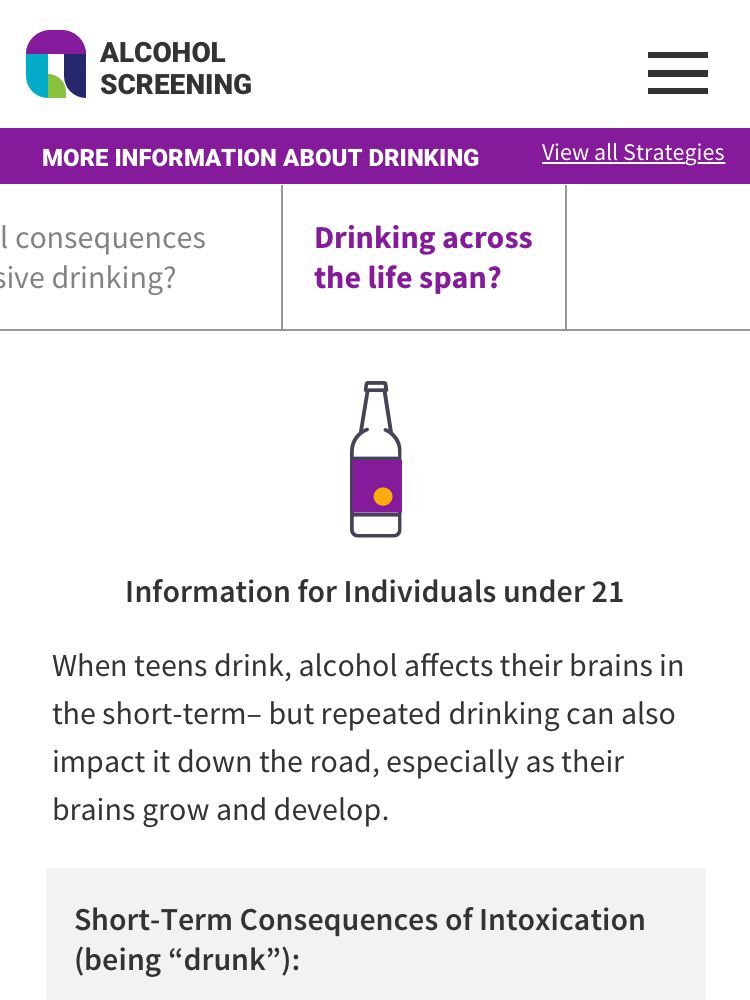 ALCOHOL
SCREENING
MORE INFORMATION ABOUT DRINKING
View all Strategies
l consequences
sive drinking?
Drinking across
the life span?
Information for Individuals under 21
When teens drink, alcohol affects their brains in
the short-term– but repeated drinking can also
impact it down the road, especially as their
brains grow and develop.
Short-Term Consequences of Intoxication
(being “drunk”):